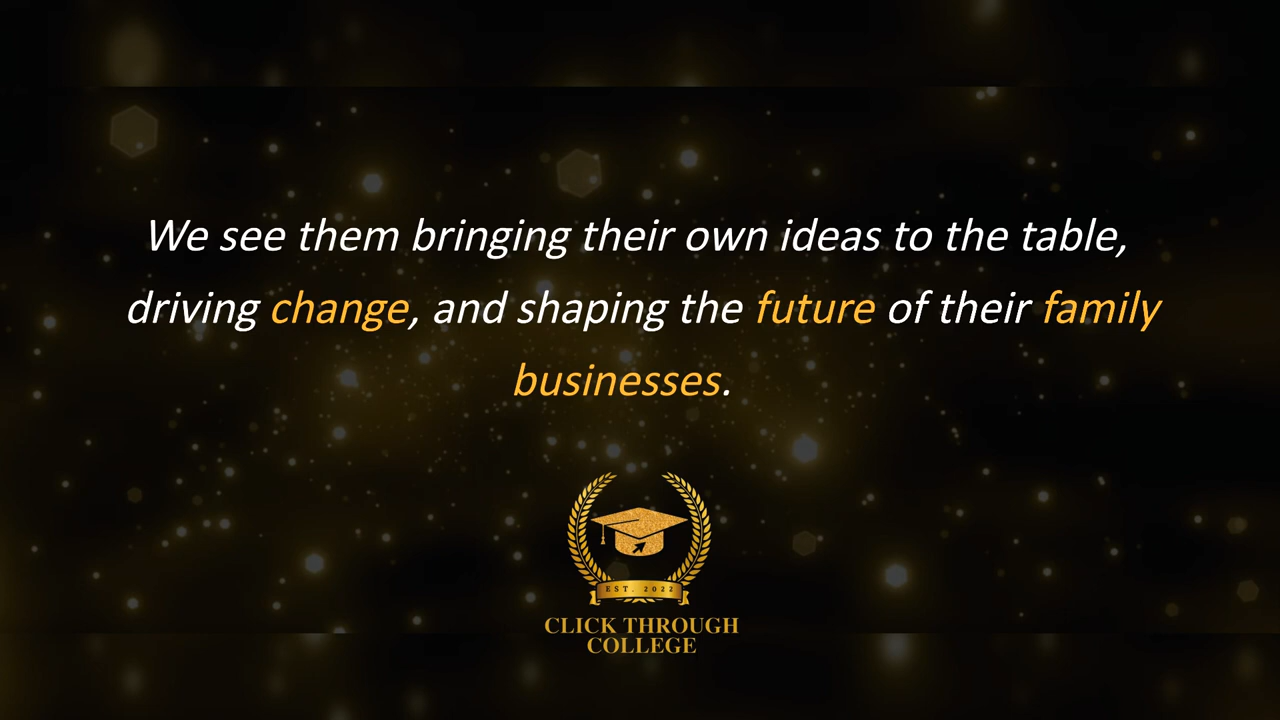 We see them bringing their own ideas to the table,
driving change, and shaping the future of their family
businesses.
EST. 2022
CLICK THROUGH
COLLEGE